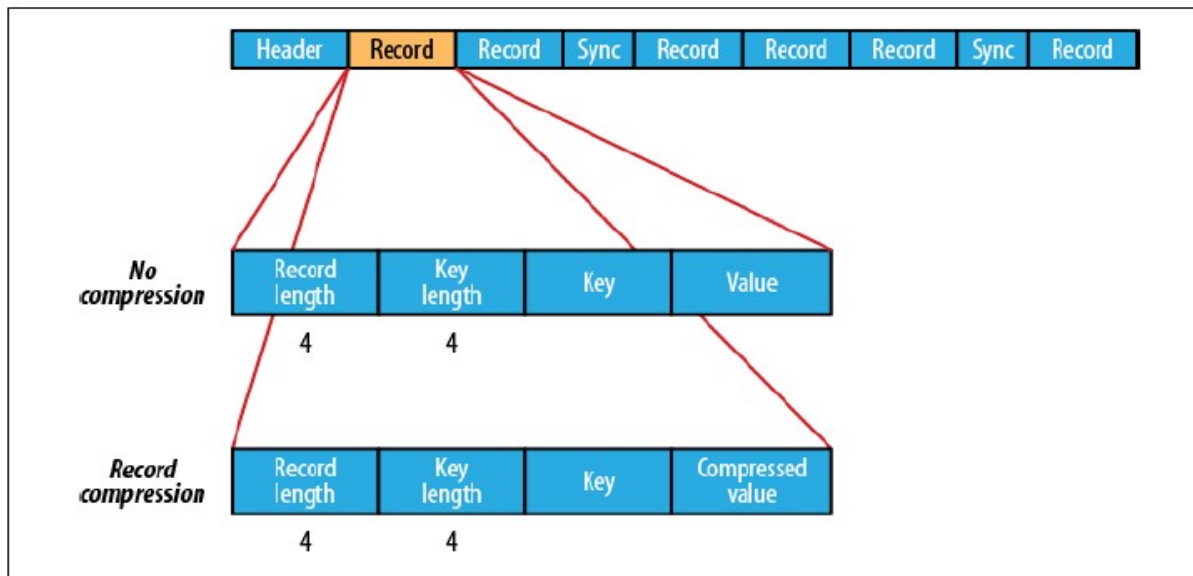 Header Record Record Sync Record Record Record Sync Record
No
compression
Record
length
Key
length
Key
Value
4 4
Record
compression
Record
length
Key
length
Key
Compressed
value
4 4